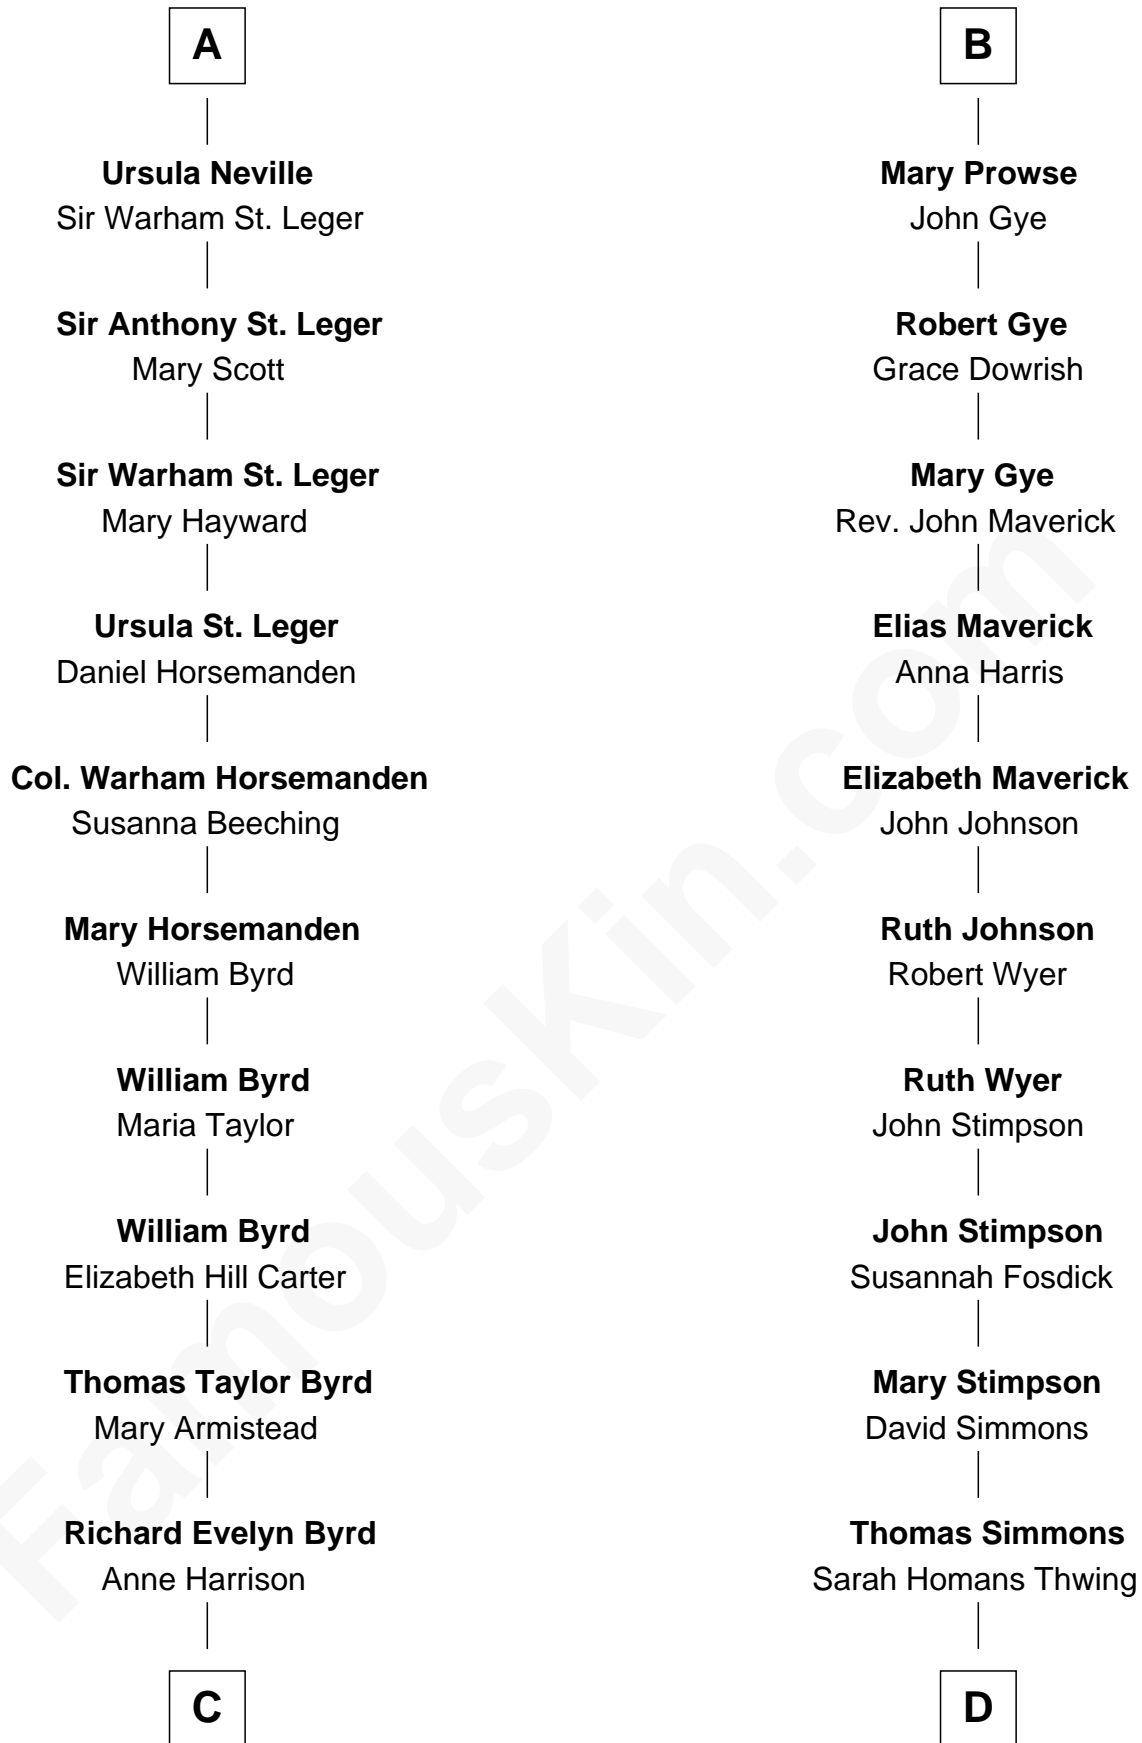 A
Ursula Neville
Sir Warham St. Leger
Sir Anthony St. Leger
Mary Scott
Sir Warham St. Leger
Mary Hayward
Ursula St. Leger
Daniel Horsemanden
Col. Warham Horsemanden
Susanna Beeching
Mary Horsemanden
William Byrd
William Byrd
Maria Taylor
William Byrd
Elizabeth Hill Carter
Thomas Taylor Byrd
Mary Armistead
Richard Evelyn Byrd
Anne Harrison
C
B
Mary Prowse
John Gye
Robert Gye
Grace Dowrish
Mary Gye
Rev. John Maverick
Elias Maverick
Anna Harris
Elizabeth Maverick
John Johnson
Ruth Johnson
Robert Wyer
Ruth Wyer
John Stimpson
John Stimpson
Susannah Fosdick
Mary Stimpson
David Simmons
Thomas Simmons
Sarah Homans Thwing
D
FamousKin.com